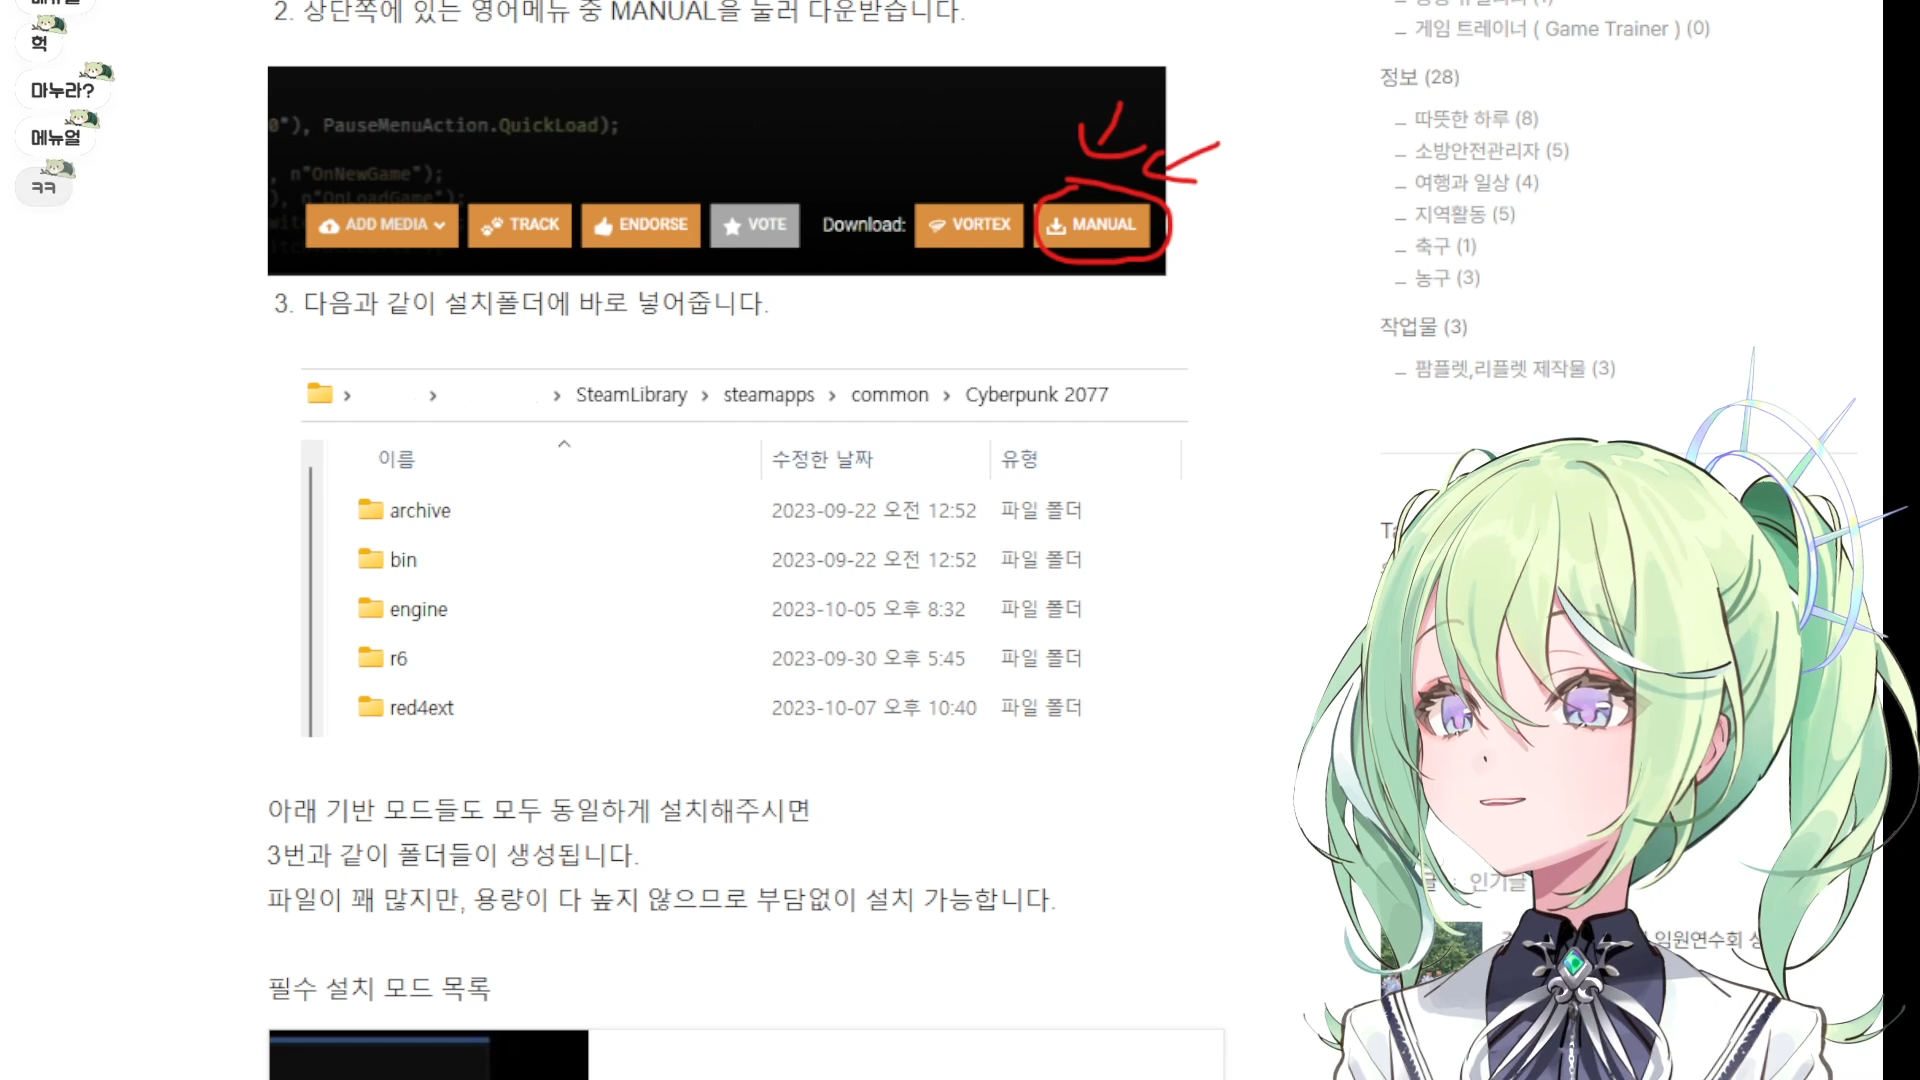 헉
마누라?
메뉴얼
ㅋㅋ
2. 상단쪽에 있는 영어메뉴 중 MANUAL을 눌러 다운받습니다.
"), PauseMenuAction.QuickLoad);
, n"OnNewGame");
), n"OnLoadGame");
ADD MEDIA
TRACK
ENDORSE
VOTE
Download:
VORTEX
MANUAL
3. 다음과 같이 설치폴더에 바로 넣어줍니다.
SteamLibrary > steamapps > common > Cyberpunk 2077
이름 수정한 날짜 유형
archive 2023-09-22 오전 12:52 파일 폴더
bin 2023-09-22 오전 12:52 파일 폴더
engine 2023-10-05 오후 8:32 파일 폴더
r6 2023-09-30 오후 5:45 파일 폴더
red4ext 2023-10-07 오후 10:40 파일 폴더
아래 기반 모드들도 모두 동일하게 설치해주시면
3번과 같이 폴더들이 생성됩니다.
파일이 꽤 많지만, 용량이 다 높지 않으므로 부담없이 설치 가능합니다.
필수 설치 모드 목록
게임 트레이너 ( Game Trainer ) (0)
정보 (28)
따뜻한 하루 (8)
소방안전관리자 (5)
여행과 일상 (4)
지역활동 (5)
축구 (1)
농구 (3)
작업물 (3)
팜플렛,리플렛 제작물 (3)
인기글
임원연수회